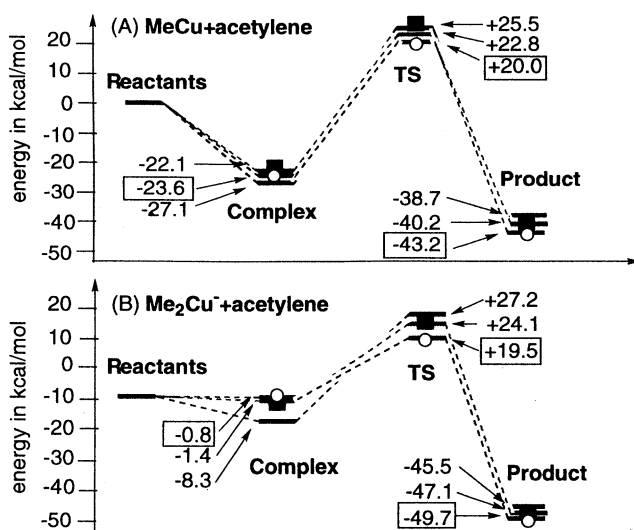 (A) MeCu+acetylene
energy in kcal/mol
20
10
0
-10
-20
-30
-40
-50
Reactants
-22.1
-23.6
-27.1
Complex
+25.5
+22.8
+20.0
TS
Product
-38.7
-40.2
-43.2
(B) Me₂Cu⁻+acetylene
energy in kcal/mol
20
10
0
-10
-20
-30
-40
-50
Reactants
-0.8
-1.4
-8.3
Complex
+27.2
+24.1
+19.5
TS
Product
-45.5
-47.1
-49.7